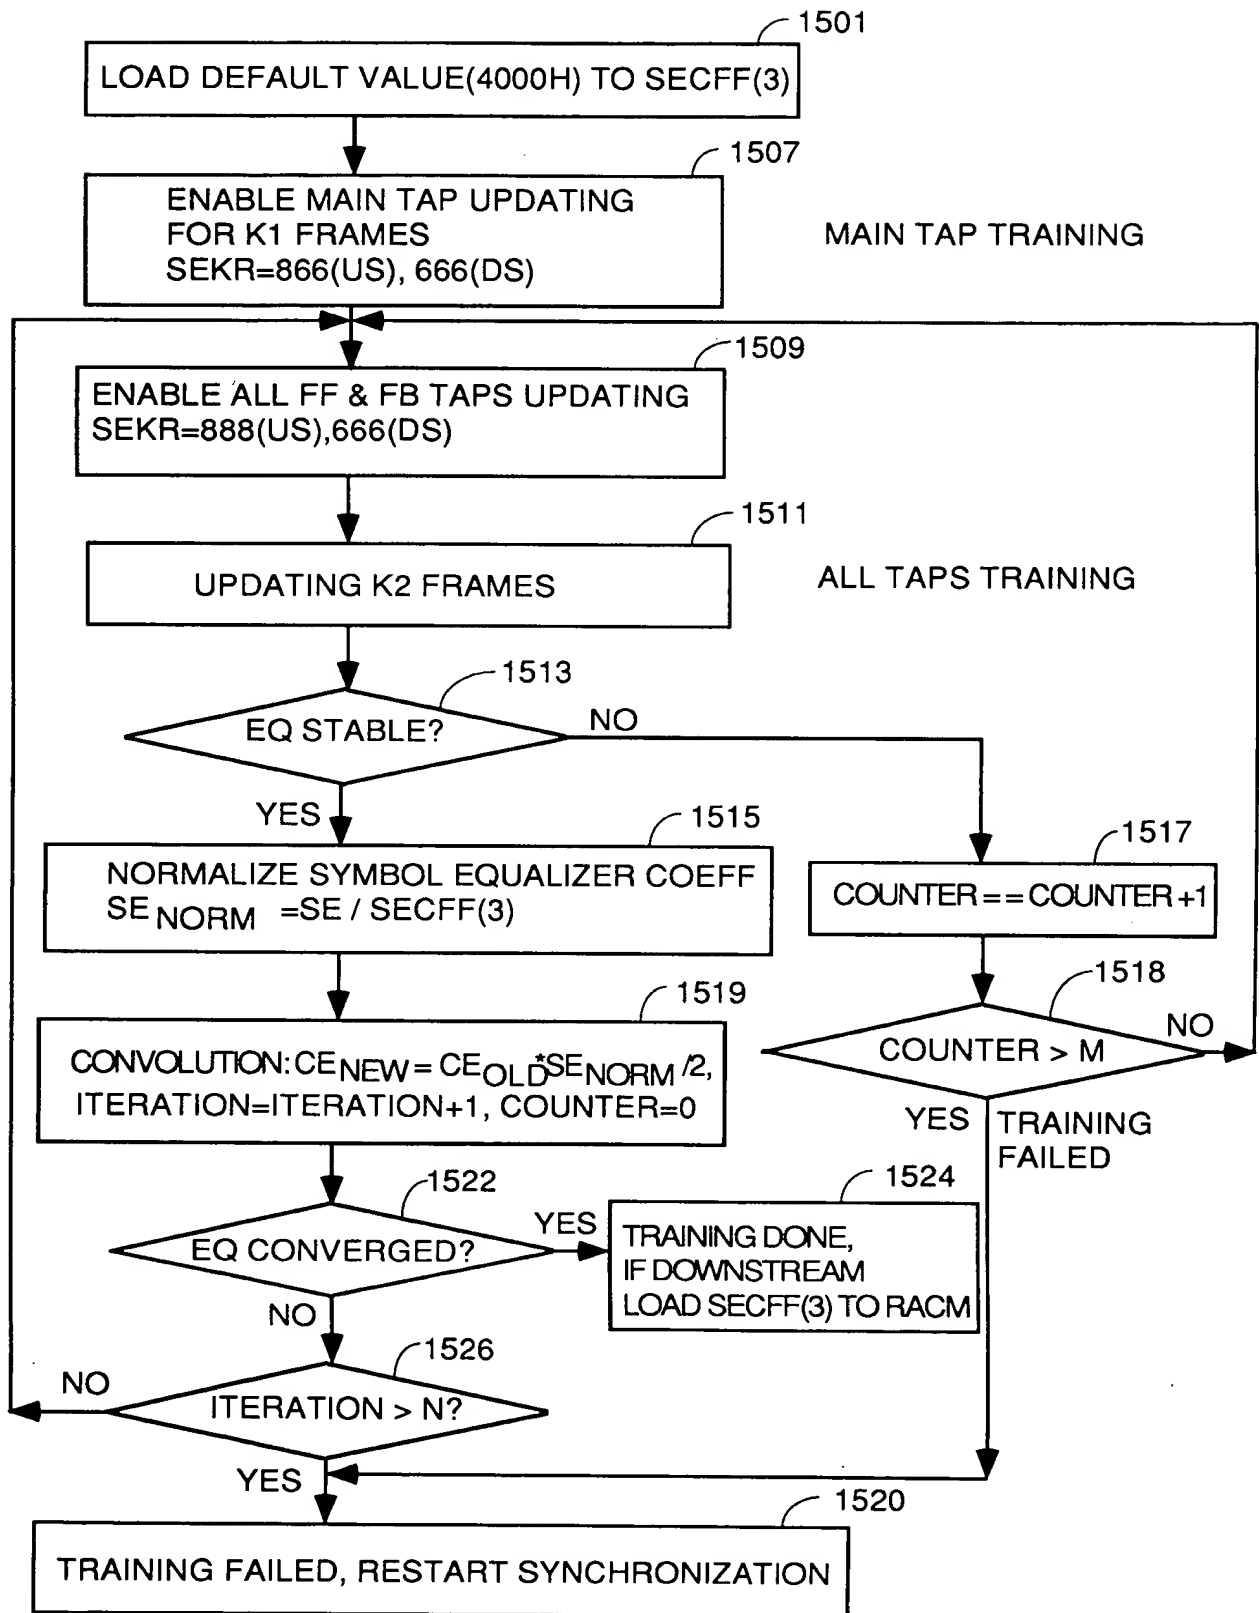 1501
LOAD DEFAULT VALUE(4000H) TO SECFF(3)
1507
ENABLE MAIN TAP UPDATING
FOR K1 FRAMES
SEKR=866(US), 666(DS)
MAIN TAP TRAINING
1509
ENABLE ALL FF & FB TAPS UPDATING
SEKR=888(US),666(DS)
1511
UPDATING K2 FRAMES
ALL TAPS TRAINING
1513
EQ STABLE?
NO
YES
1515
NORMALIZE SYMBOL EQUALIZER COEFF
SE NORM =SE / SECFF(3)
1517
COUNTER == COUNTER +1
1518
COUNTER > M
NO
YES
TRAINING
FAILED
1519
CONVOLUTION: CE NEW = CE OLD*SE NORM /2,
ITERATION=ITERATION+1, COUNTER=0
1522
EQ CONVERGED?
YES
NO
1524
TRAINING DONE,
IF DOWNSTREAM
LOAD SECFF(3) TO RACM
1526
ITERATION > N?
NO
YES
1520
TRAINING FAILED, RESTART SYNCHRONIZATION